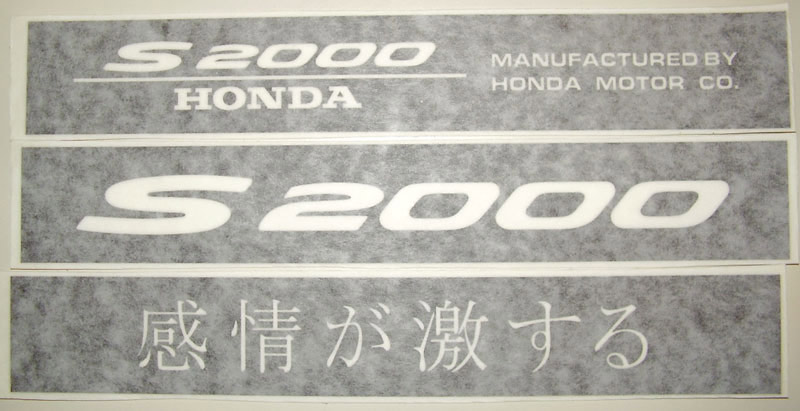 S2000
HONDA
MANUFACTURED BY
HONDA MOTOR CO.
S2000
感情が激する